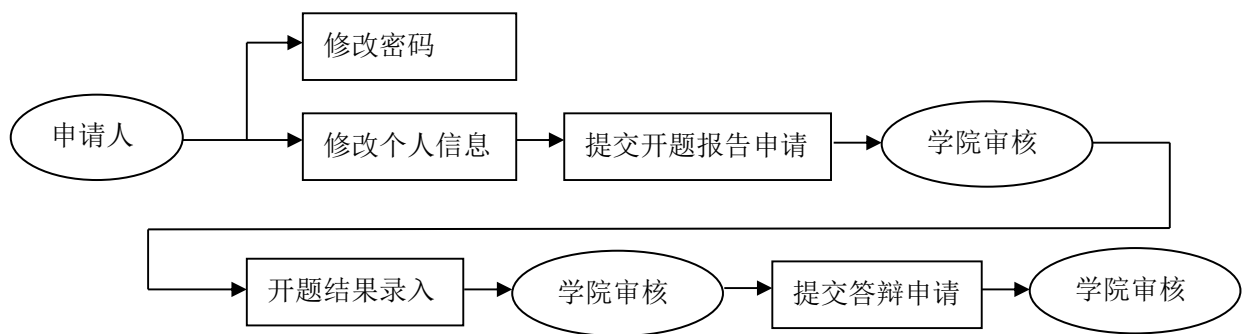 修改密码
申请人
修改个人信息
提交开题报告申请
学院审核
开题结果录入
学院审核
提交答辩申请
学院审核